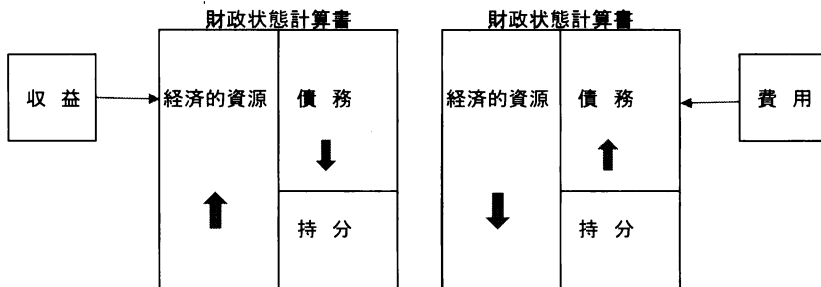 財政状態計算書
財政状態計算書
収益
経済的資源
債務
経済的資源
債務
費用
持分
持分